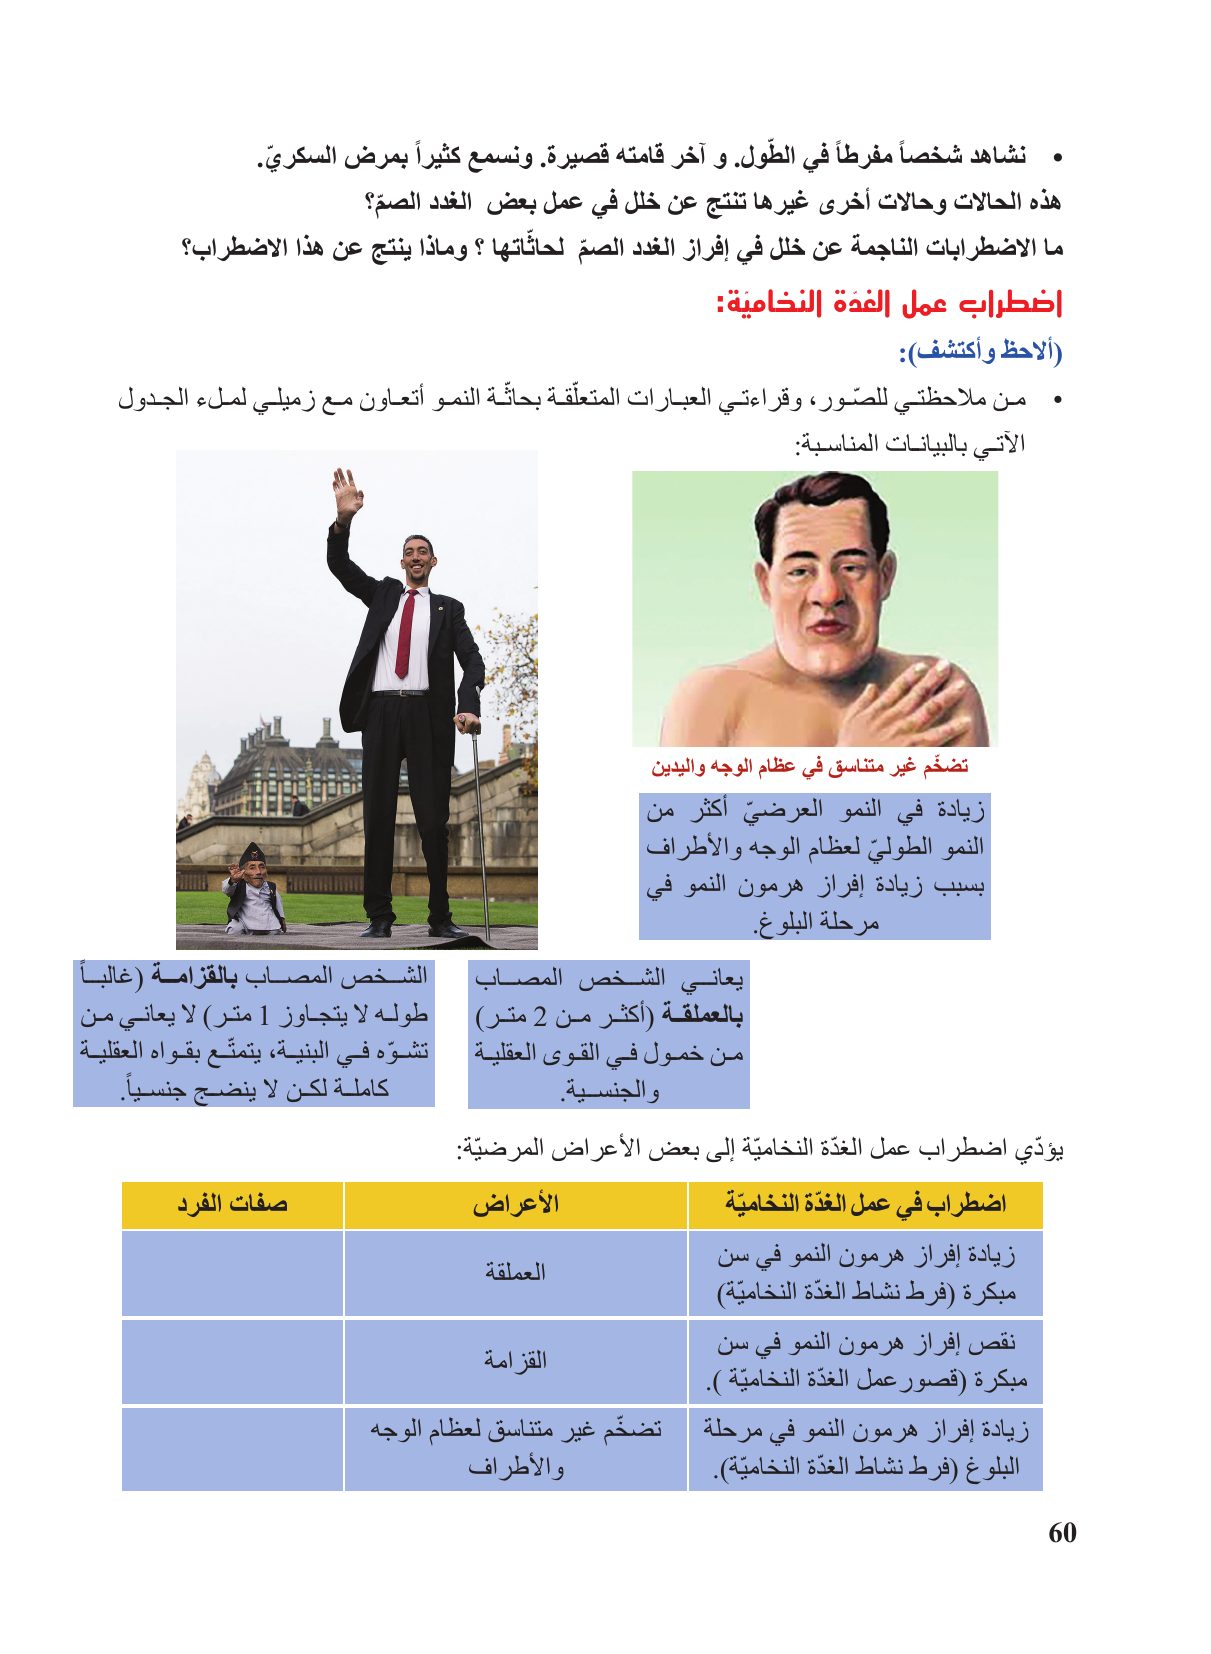 • نشاهد شخصاً مفرطاً في الطّول. و آخر قامته قصيرة. ونسمع كثيراً بمرض السكريّ.
هذه الحالات وحالات أخرى غيرها تنتج عن خلل في عمل بعض الغدد الصمّ؟
ما الاضطرابات الناجمة عن خلل في إفراز الغدد الصمّ لحاثّاتها ؟ وماذا ينتج عن هذا الاضطراب؟
اضطراب عمل الغدّة النخاميّة:
(ألاحظ وأكتشف):
• من ملاحظتي للصّور، وقراءتي العبارات المتعلّقة بحاثّة النمو أتعاون مع زميلي لملء الجدول
الآتي بالبيانات المناسبة:
تضخّم غير متناسق في عظام الوجه واليدين
زيادة في النمو العرضيّ أكثر من
النمو الطوليّ لعظام الوجه والأطراف
بسبب زيادة إفراز هرمون النمو في
مرحلة البلوغ.
يعاني الشخص المصاب
بالعملقة (أكثر من 2 متر)
من خمول في القوى العقلية
والجنسية.
الشخص المصاب بالقزامة (غالباً
طوله لا يتجاوز 1 متر) لا يعاني من
تشوّه في البنية، يتمتّع بقواه العقلية
كاملة لكن لا ينضج جنسياً.
يؤدّي اضطراب عمل الغدّة النخاميّة إلى بعض الأعراض المرضيّة:
اضطراب في عمل الغدّة النخاميّة
الأعراض
صفات الفرد
زيادة إفراز هرمون النمو في سن
مبكرة (فرط نشاط الغدّة النخاميّة)
العملقة
نقص إفراز هرمون النمو في سن
مبكرة (قصورعمل الغدّة النخاميّة ).
القزامة
زيادة إفراز هرمون النمو في مرحلة
البلوغ (فرط نشاط الغدّة النخاميّة).
تضخّم غير متناسق لعظام الوجه
والأطراف
60